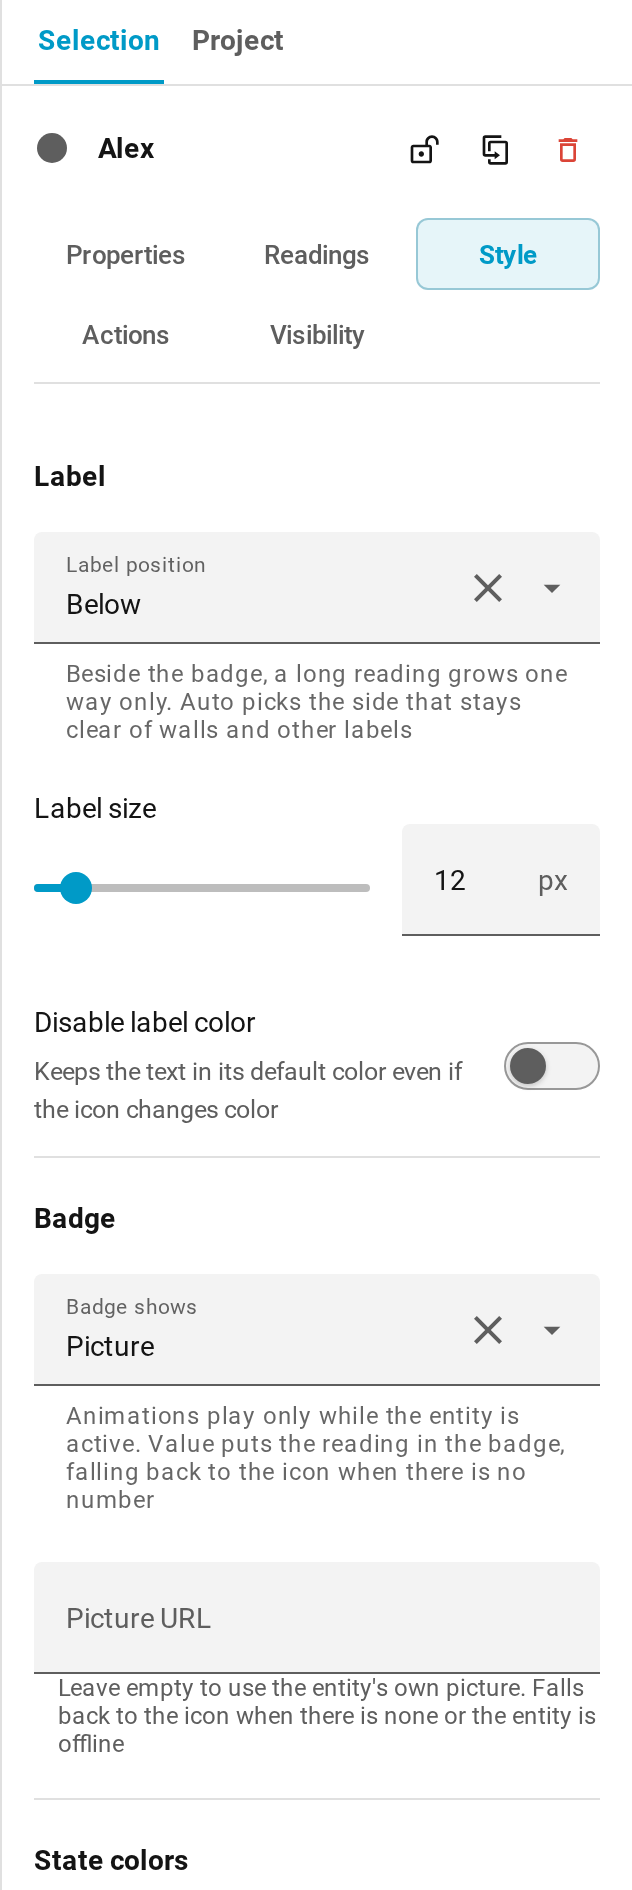 Selection Project
Alex
Properties Readings Style
Actions Visibility
Label
Label position
Below
Beside the badge, a long reading grows one
way only. Auto picks the side that stays
clear of walls and other labels
Label size
12 px
Disable label color
Keeps the text in its default color even if
the icon changes color
Badge
Badge shows
Picture
Animations play only while the entity is
active. Value puts the reading in the badge,
falling back to the icon when there is no
number
Picture URL
Leave empty to use the entity's own picture. Falls
back to the icon when there is none or the entity is
offline
State colors